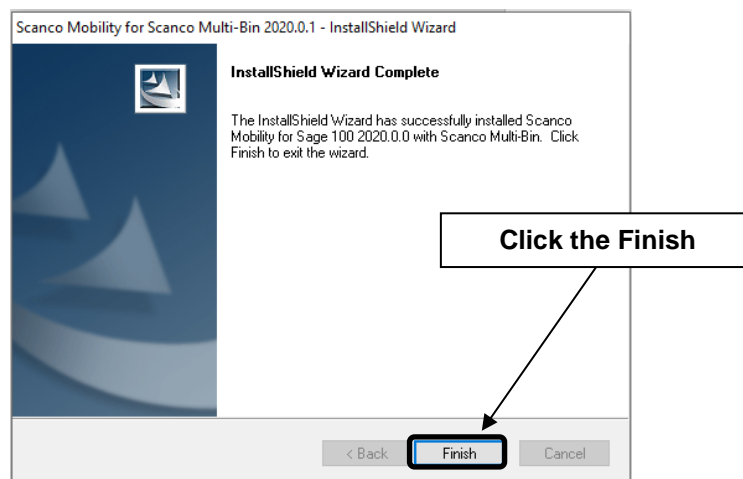 Scanco Mobility for Scanco Multi-Bin 2020.0.1 - InstallShield Wizard
InstallShield Wizard Complete
The InstallShield Wizard has successfully installed Scanco
Mobility for Sage 100 2020.0.0 with Scanco Multi-Bin. Click
Finish to exit the wizard.
Click the Finish
< Back Finish Cancel